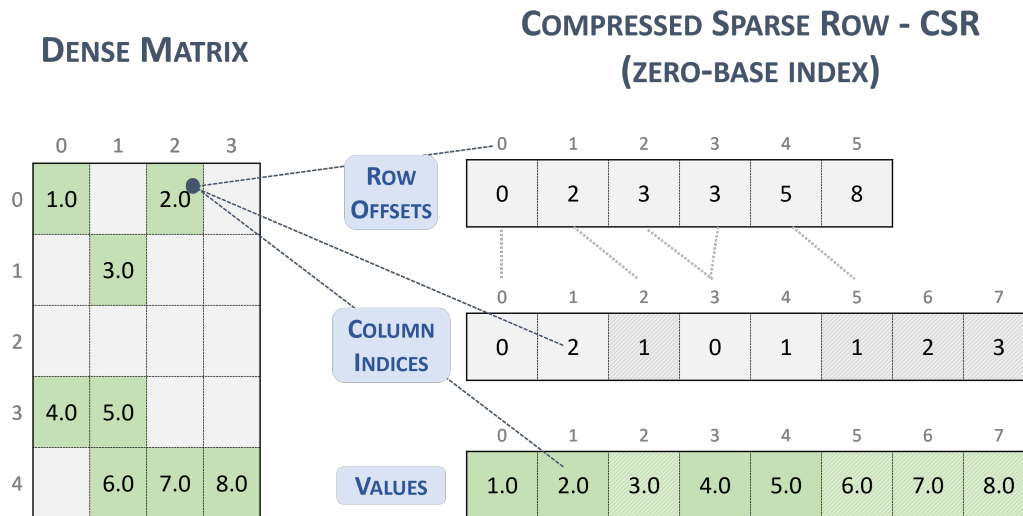 DENSE MATRIX
COMPRESSED SPARSE ROW - CSR
(ZERO-BASE INDEX)
0 1 2 3
0 1.0 2.0
1 3.0
2
3 4.0 5.0
4 6.0 7.0 8.0
ROW
OFFSETS
0 1 2 3 4 5
0 2 3 3 5 8
COLUMN
INDICES
0 1 2 3 4 5 6 7
0 2 1 0 1 1 2 3
VALUES
0 1 2 3 4 5 6 7
1.0 2.0 3.0 4.0 5.0 6.0 7.0 8.0